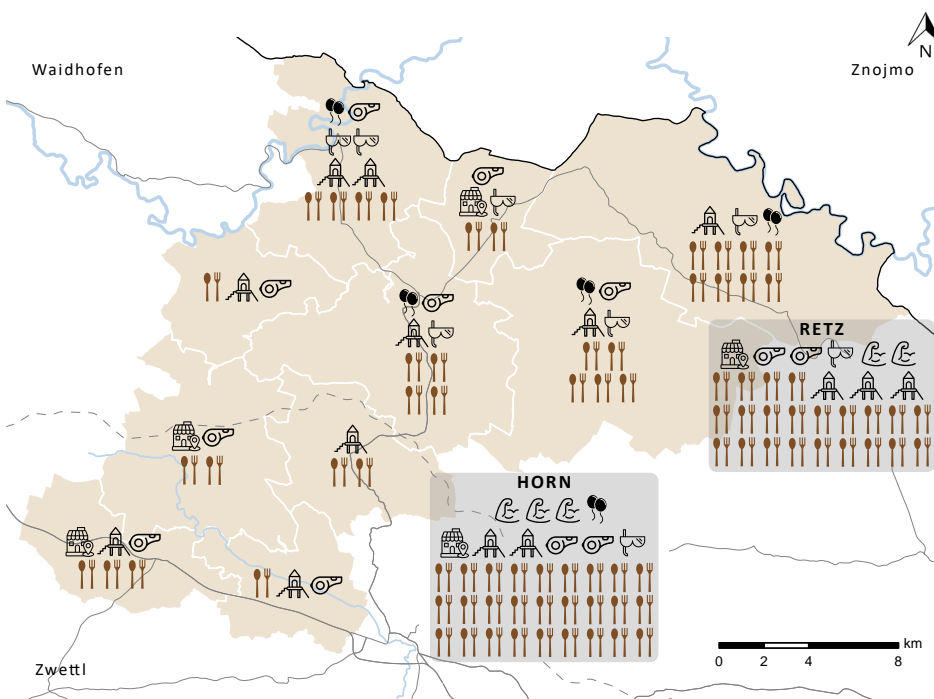 N
Waidhofen
Znojmo
RETZ
HORN
km
0 2 4 8
Zwettl